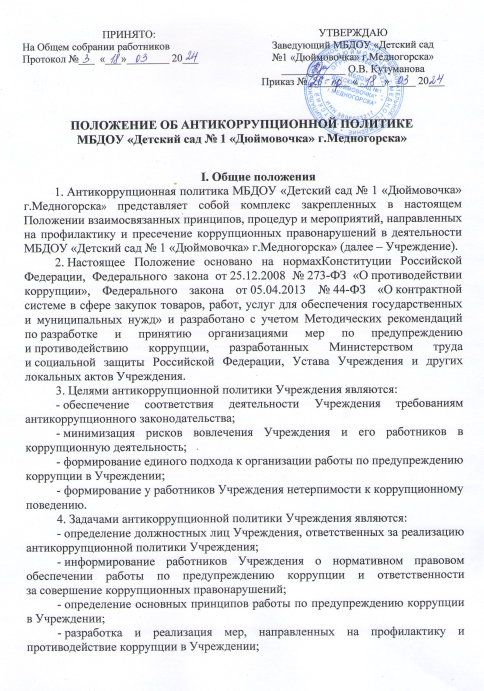 ПРИНЯТО:
На Общем собрании работников
Протокол № 3 « 18 » 03 20 24
УТВЕРЖДАЮ
Заведующий МБДОУ «Детский сад
№1 «Дюймовочка» г.Медногорска»
О.В. Кутуманова
Приказ № 28-пр « 18 » 03 2024
ПОЛОЖЕНИЕ ОБ АНТИКОРРУПЦИОННОЙ ПОЛИТИКЕ
МБДОУ «Детский сад № 1 «Дюймовочка» г.Медногорска»
I. Общие положения
1. Антикоррупционная политика МБДОУ «Детский сад № 1 «Дюймовочка»
г.Медногорска» представляет собой комплекс закрепленных в настоящем
Положении взаимосвязанных принципов, процедур и мероприятий, направленных
на профилактику и пресечение коррупционных правонарушений в деятельности
МБДОУ «Детский сад № 1 «Дюймовочка» г.Медногорска» (далее – Учреждение).
2. Настоящее Положение основано на нормахКонституции Российской
Федерации, Федерального закона от 25.12.2008 № 273-ФЗ «О противодействии
коррупции», Федерального закона от 05.04.2013 № 44-ФЗ «О контрактной
системе в сфере закупок товаров, работ, услуг для обеспечения государственных
и муниципальных нужд» и разработано с учетом Методических рекомендаций
по разработке и принятию организациями мер по предупреждению
и противодействию коррупции, разработанных Министерством труда
и социальной защиты Российской Федерации, Устава Учреждения и других
локальных актов Учреждения.
3. Целями антикоррупционной политики Учреждения являются:
- обеспечение соответствия деятельности Учреждения требованиям
антикоррупционного законодательства;
- минимизация рисков вовлечения Учреждения и его работников в
коррупционную деятельность;
- формирование единого подхода к организации работы по предупреждению
коррупции в Учреждении;
- формирование у работников Учреждения нетерпимости к коррупционному
поведению.
4. Задачами антикоррупционной политики Учреждения являются:
- определение должностных лиц Учреждения, ответственных за реализацию
антикоррупционной политики Учреждения;
- информирование работников Учреждения о нормативном правовом
обеспечении работы по предупреждению коррупции и ответственности
за совершение коррупционных правонарушений;
- определение основных принципов работы по предупреждению коррупции
в Учреждении;
- разработка и реализация мер, направленных на профилактику и
противодействие коррупции в Учреждении;